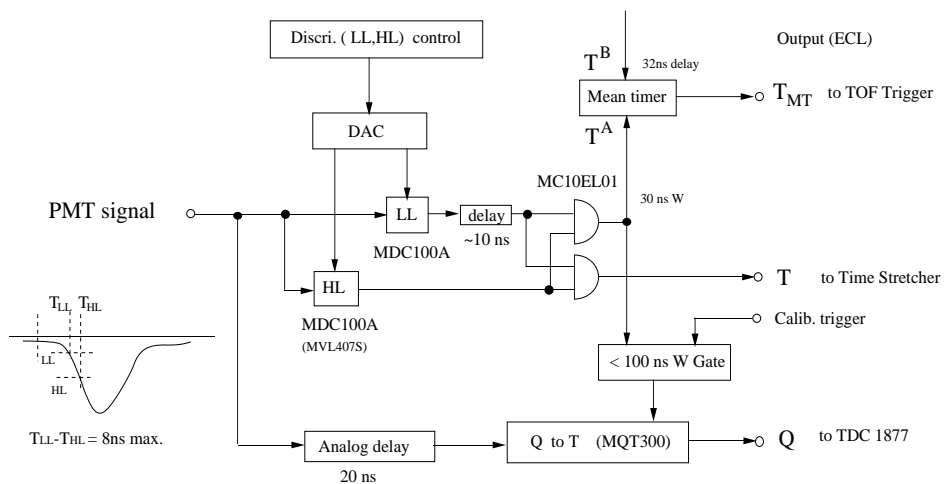 Discri. ( LL,HL) control
Output (ECL)
T^B
32ns delay
Mean timer
T_MT to TOF Trigger
DAC
T^A
MC10EL01
30 ns W
PMT signal
LL
delay
~10 ns
MDC100A
T to Time Stretcher
HL
MDC100A
(MVL407S)
T_LL T_HL
Calib. trigger
LL
< 100 ns W Gate
HL
TLL-THL = 8ns max.
Analog delay
20 ns
Q to T (MQT300)
Q to TDC 1877